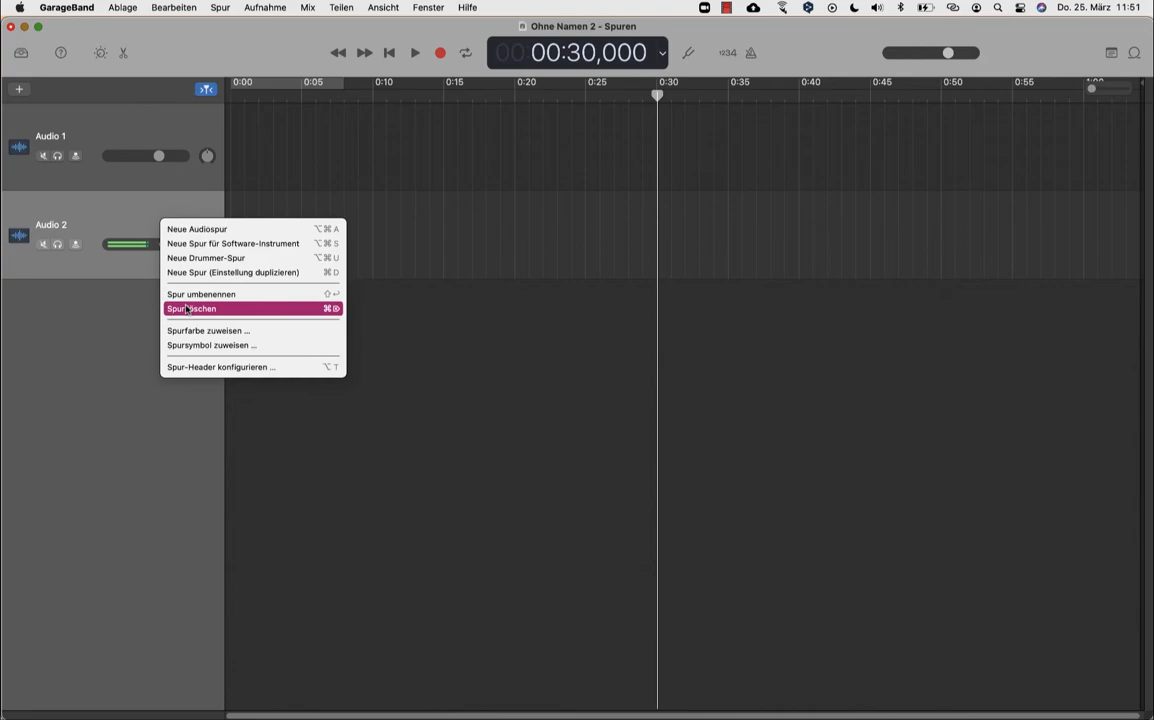 GarageBand Ablage Bearbeiten Spur Aufnahme Mix Teilen Ansicht Fenster Hilfe Do. 25. März 11:51
Ohne Namen 2 - Spuren
00:30,000
1234
0:00 0:05 0:10 0:15 0:20 0:25 0:30 0:35 0:40 0:45 0:50 0:55
Audio 1
Audio 2
Neue Audiospur ⌥⌘A
Neue Spur für Software-Instrument ⌥⌘S
Neue Drummer-Spur ⌥⌘U
Neue Spur (Einstellung duplizieren) ⌘D
Spur umbenennen ⇧↩
Spur löschen ⌘⌦
Spurfarbe zuweisen ...
Spursymbol zuweisen ...
Spur-Header konfigurieren ... ⌥T